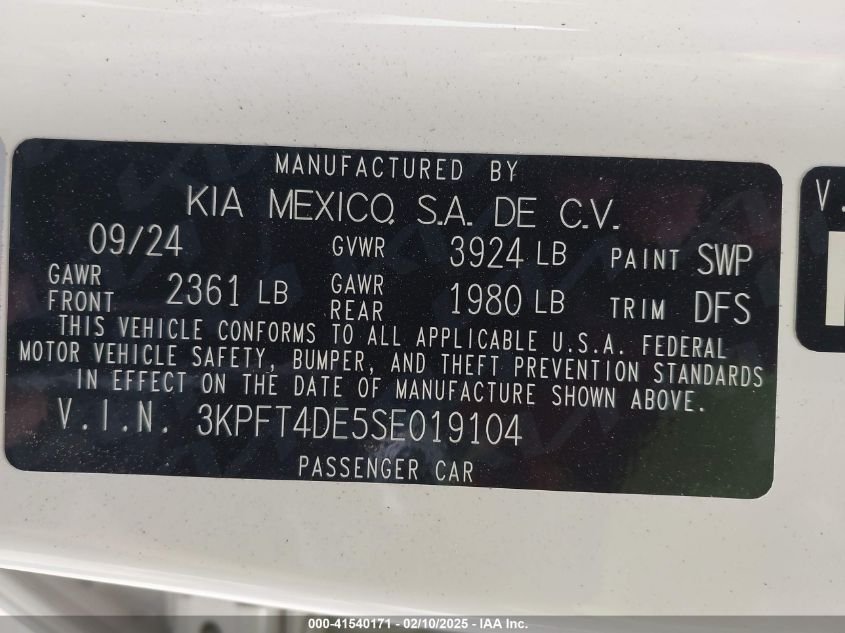 MANUFACTURED BY
KIA MEXICO, S.A. DE C.V.
09/24 GVWR 3924 LB PAINT SWP
GAWR FRONT 2361 LB GAWR REAR 1980 LB TRIM DFS
THIS VEHICLE CONFORMS TO ALL APPLICABLE U.S.A. FEDERAL
MOTOR VEHICLE SAFETY, BUMPER, AND THEFT PREVENTION STANDARDS
IN EFFECT ON THE DATE OF MANUFACTURE SHOWN ABOVE.
V.I.N. 3KPFT4DE5SE019104
PASSENGER CAR
V.
000-41540171 - 02/10/2025 - IAA Inc.